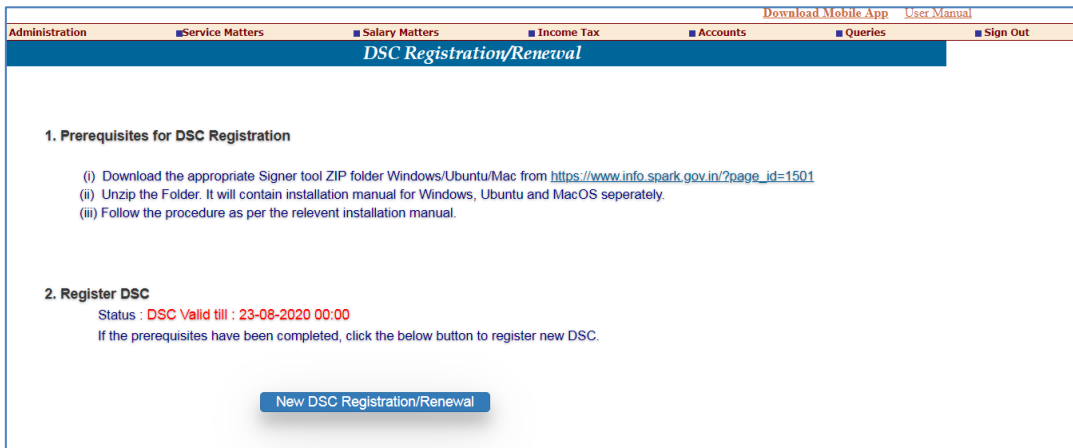 Download Mobile App User Manual
Administration Service Matters Salary Matters Income Tax Accounts Queries Sign Out
DSC Registration/Renewal
1. Prerequisites for DSC Registration
(i) Download the appropriate Signer tool ZIP folder Windows/Ubuntu/Mac from https://www.info.spark.gov.in/?page_id=1501
(ii) Unzip the Folder. It will contain installation manual for Windows, Ubuntu and MacOS seperately.
(iii) Follow the procedure as per the relevent installation manual.
2. Register DSC
Status : DSC Valid till : 23-08-2020 00:00
If the prerequisites have been completed, click the below button to register new DSC.
New DSC Registration/Renewal